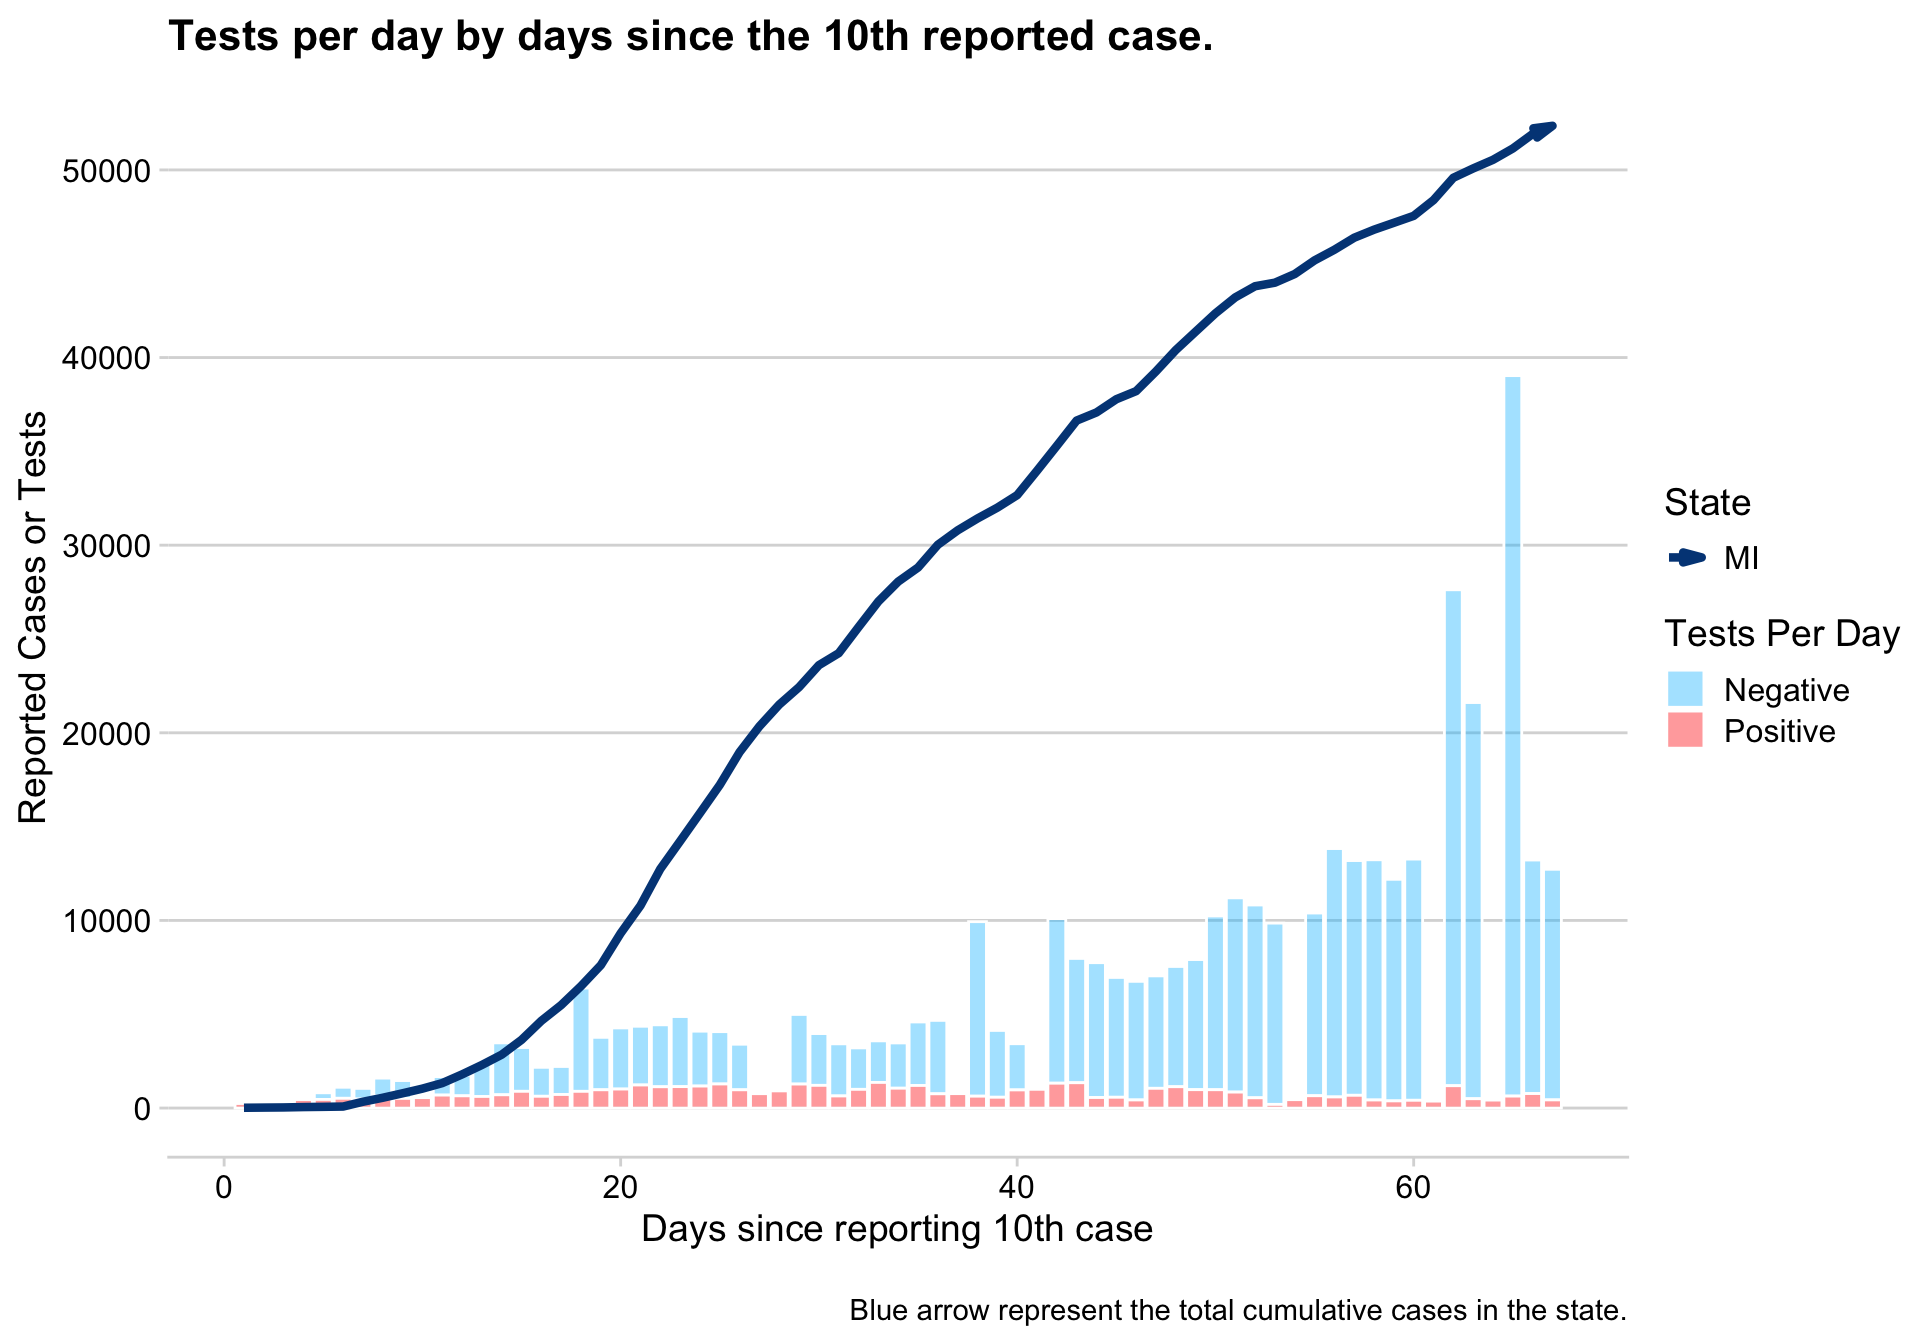 Tests per day by days since the 10th reported case.
50000
40000
30000
20000
10000
0
Reported Cases or Tests
0 20 40 60
Days since reporting 10th case
State
MI
Tests Per Day
Negative
Positive
Blue arrow represent the total cumulative cases in the state.